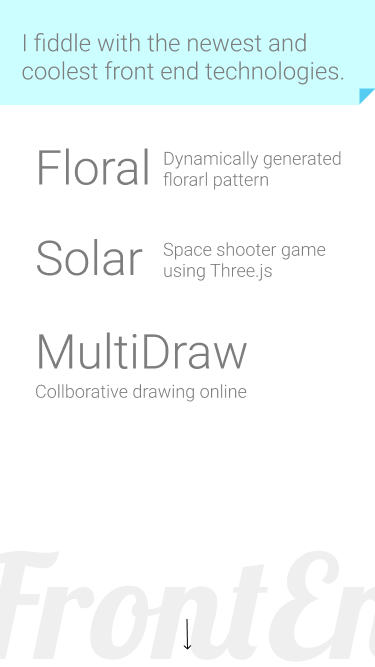 I fiddle with the newest and
coolest front end technologies.
Floral
Dynamically generated
florarl pattern
Solar
Space shooter game
using Three.js
MultiDraw
Collborative drawing online
FrontEn